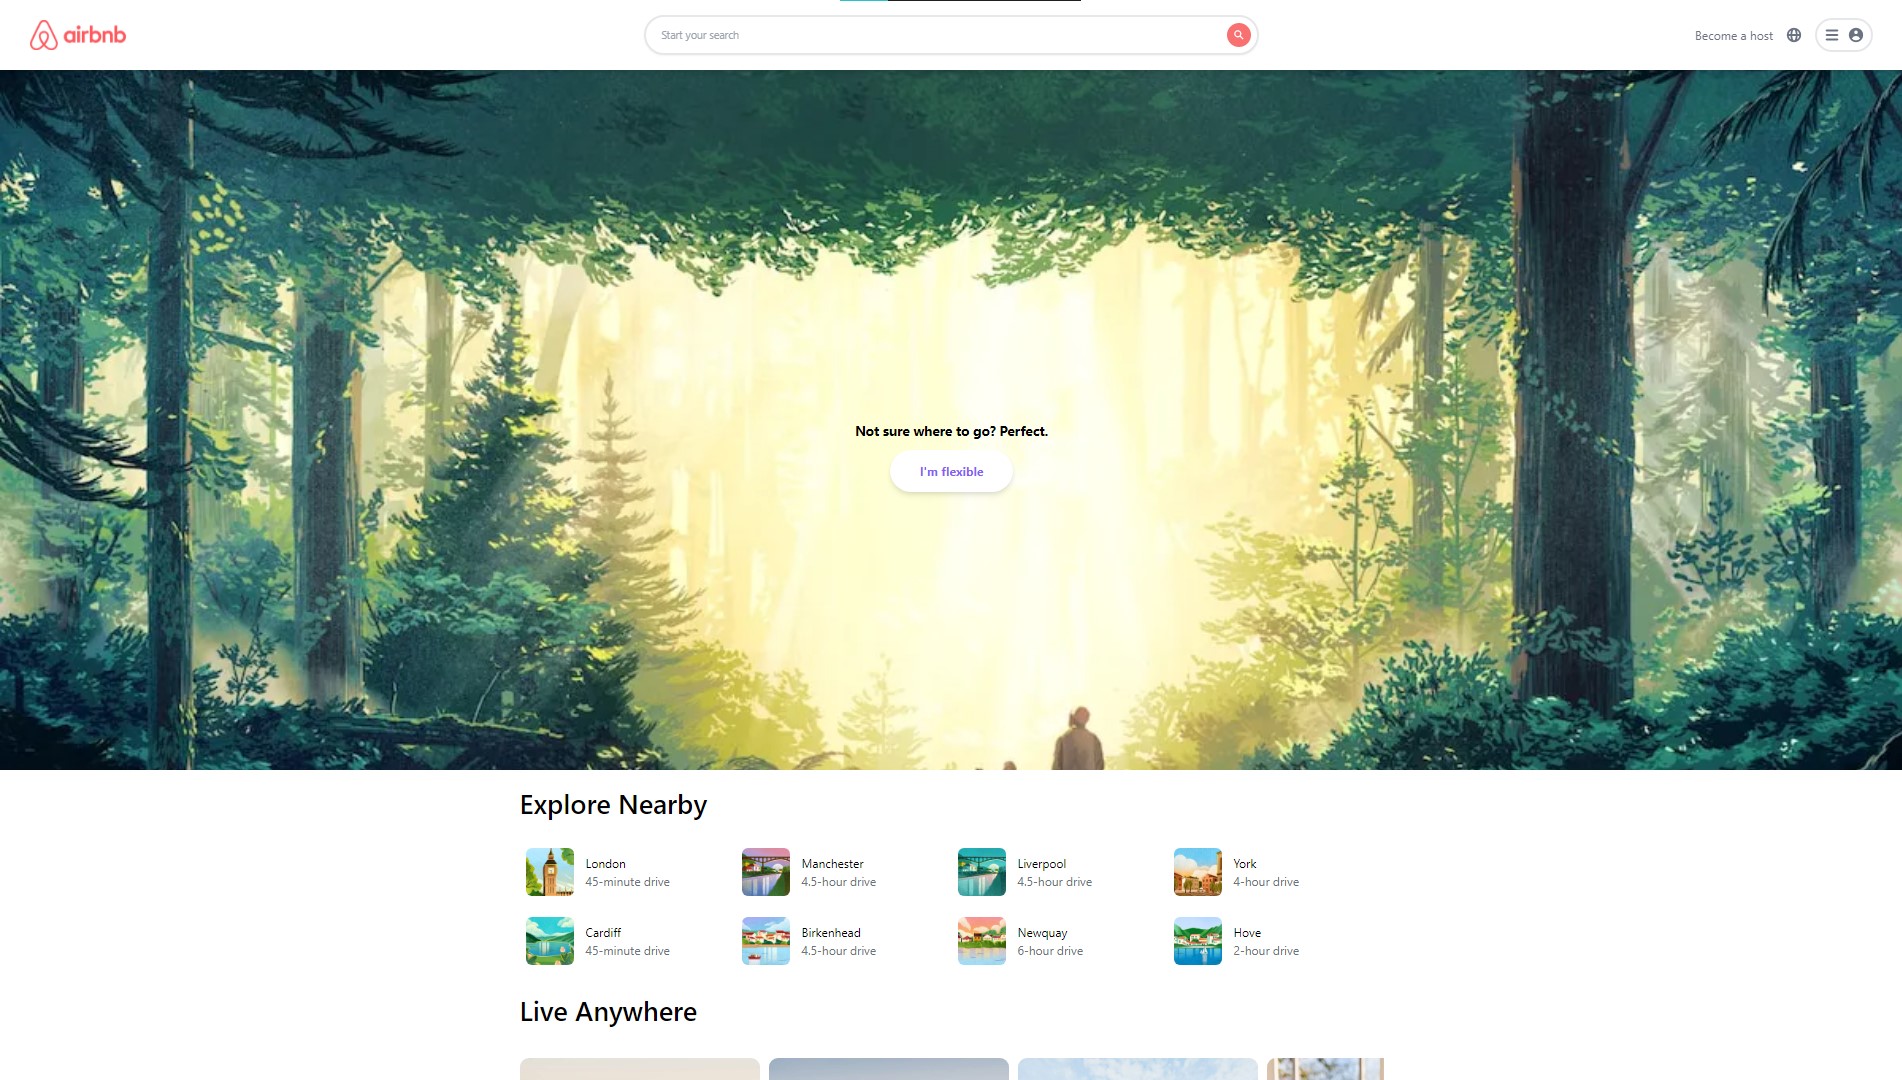 airbnb
Start your search
Become a host
Not sure where to go? Perfect.
I'm flexible
Explore Nearby
London
45-minute drive
Manchester
4.5-hour drive
Liverpool
4.5-hour drive
York
4-hour drive
Cardiff
45-minute drive
Birkenhead
4.5-hour drive
Newquay
6-hour drive
Hove
2-hour drive
Live Anywhere